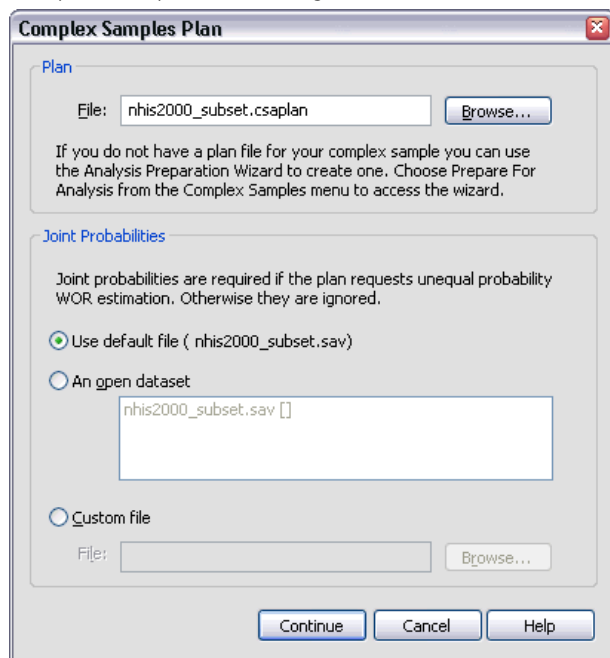 Complex Samples Plan
Plan
File: nhis2000_subset.csaplan Browse...
If you do not have a plan file for your complex sample you can use
the Analysis Preparation Wizard to create one. Choose Prepare For
Analysis from the Complex Samples menu to access the wizard.
Joint Probabilities
Joint probabilities are required if the plan requests unequal probability
WOR estimation. Otherwise they are ignored.
Use default file ( nhis2000_subset.sav)
An open dataset
nhis2000_subset.sav []
Custom file
File: Browse...
Continue Cancel Help